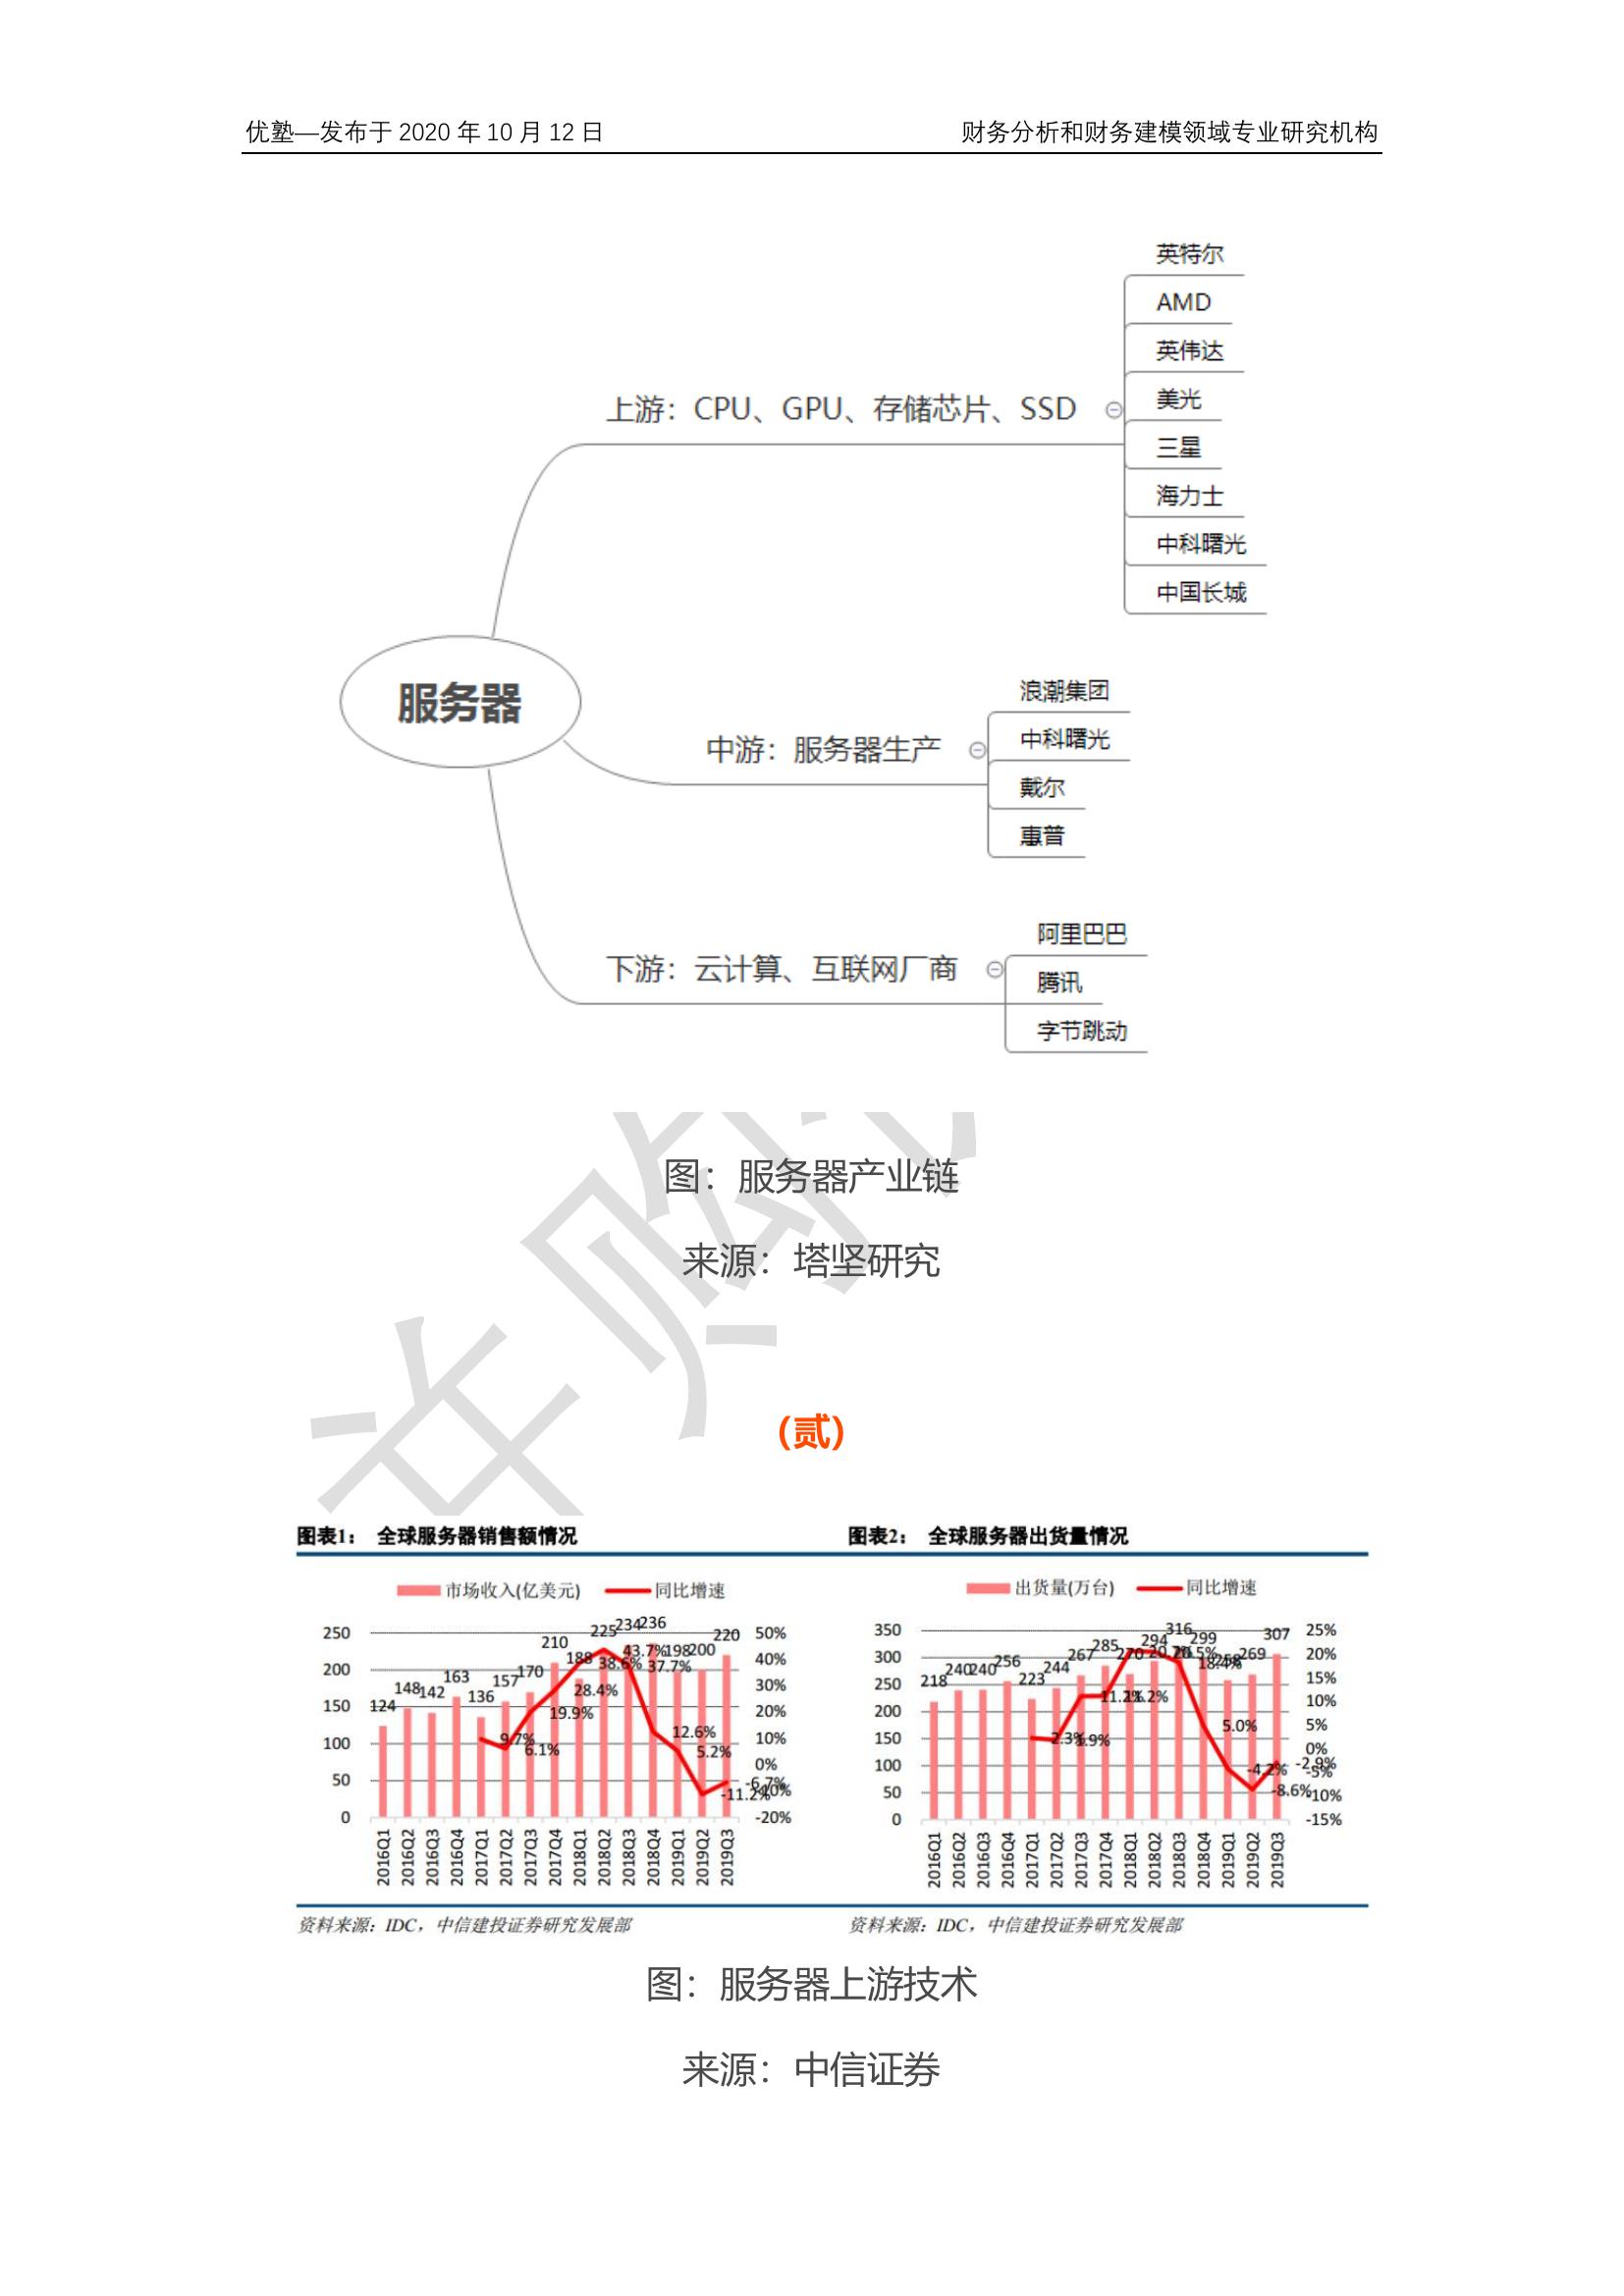 优塾—发布于 2020 年 10 月 12 日
财务分析和财务建模领域专业研究机构
服务器
上游：CPU、GPU、存储芯片、SSD
英特尔
AMD
英伟达
美光
三星
海力士
中科曙光
中国长城
中游：服务器生产
浪潮集团
中科曙光
戴尔
惠普
下游：云计算、互联网厂商
阿里巴巴
腾讯
字节跳动
图：服务器产业链
来源：塔坚研究
(贰)
图表1： 全球服务器销售额情况
市场收入(亿美元) 同比增速
250
200
150
100
50
0
124 148 142 163 136 157 170 210 188 225 234 236 198 200 220
9.7% 6.1% 19.9% 28.4% 38.6% 43.7% 37.7% 12.6% 5.2% -11.2% -6.7%
50%
40%
30%
20%
10%
0%
-10%
-20%
2016Q1 2016Q2 2016Q3 2016Q4 2017Q1 2017Q2 2017Q3 2017Q4 2018Q1 2018Q2 2018Q3 2018Q4 2019Q1 2019Q2 2019Q3
资料来源：IDC，中信建投证券研究发展部
图表2： 全球服务器出货量情况
出货量(万台) 同比增速
350
300
250
200
150
100
50
0
218 240 240 256 223 244 267 285 270 294 316 299 258 269 307
2.3% 1.9% 11.2% 11.2% 20.5% 18.4% 5.0% -4.2% -8.6% -2.9%
25%
20%
15%
10%
5%
0%
-5%
-10%
-15%
2016Q1 2016Q2 2016Q3 2016Q4 2017Q1 2017Q2 2017Q3 2017Q4 2018Q1 2018Q2 2018Q3 2018Q4 2019Q1 2019Q2 2019Q3
资料来源：IDC，中信建投证券研究发展部
图：服务器上游技术
来源：中信证券